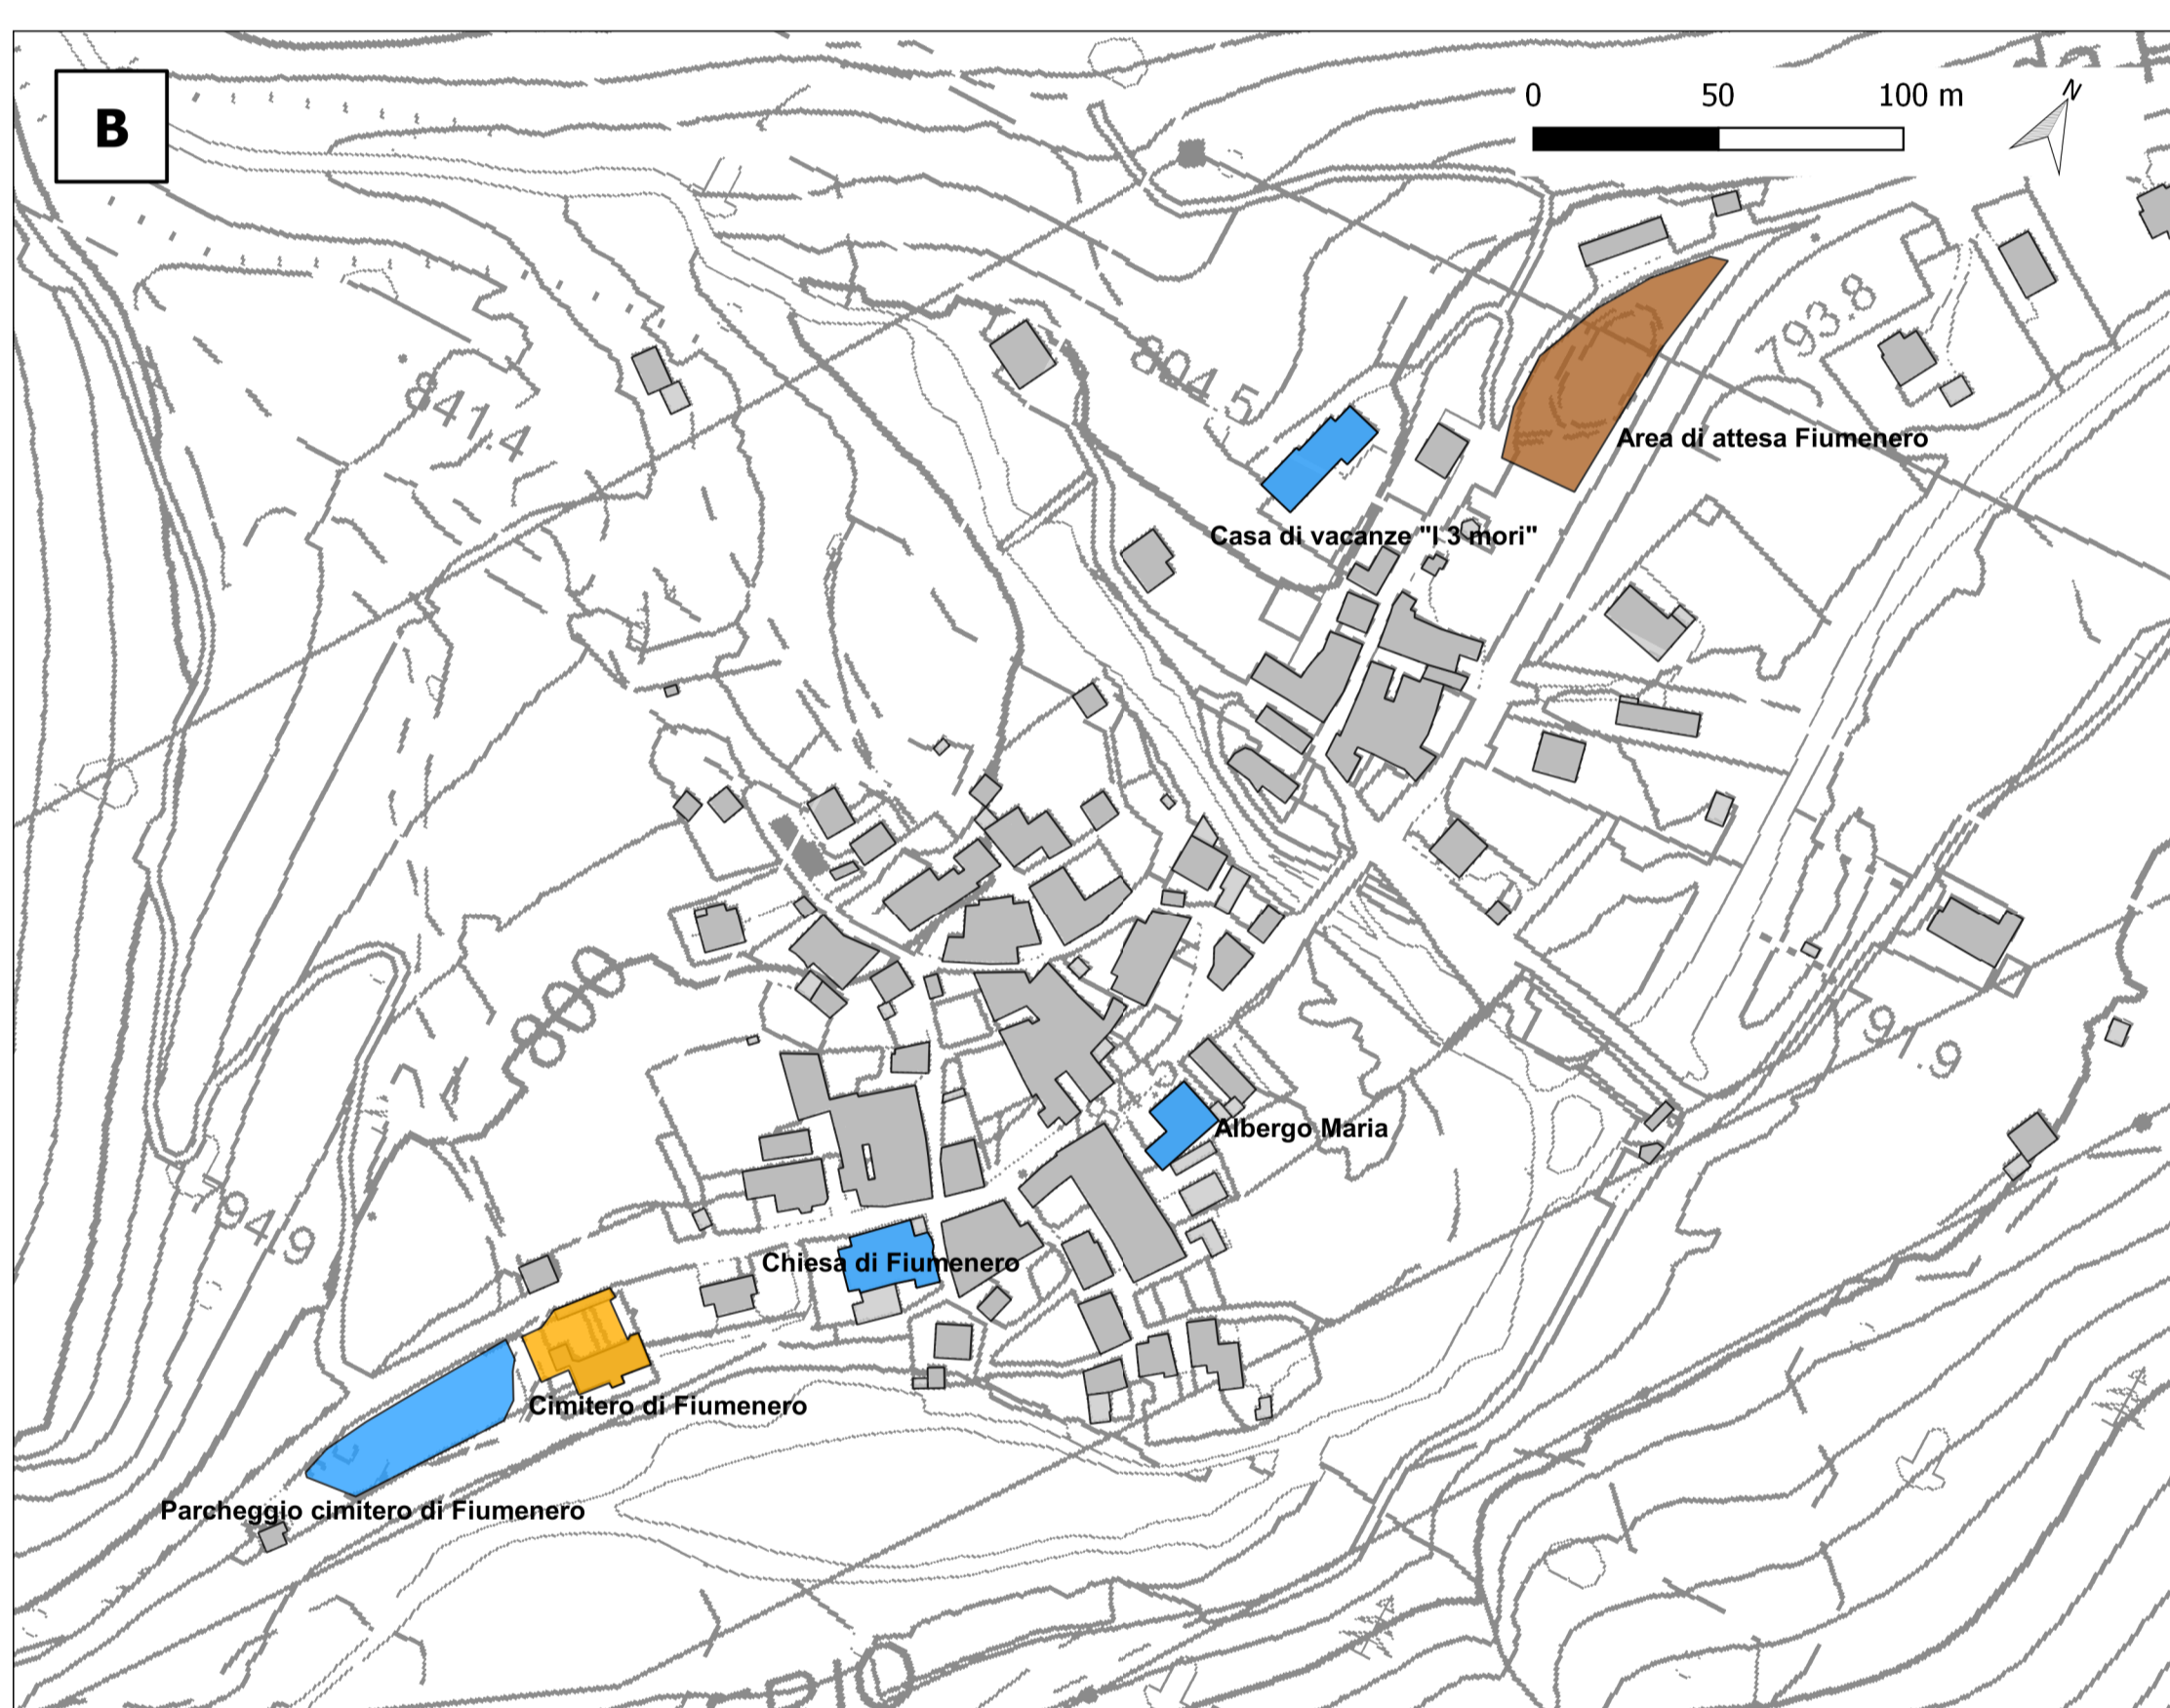 B
0 50 100 m
N
793.8
804.5
841.4
Area di attesa Fiumenero
Casa di vacanze "I 3 mori"
800
Albergo Maria
Chiesa di Fiumenero
Cimitero di Fiumenero
Parcheggio cimitero di Fiumenero